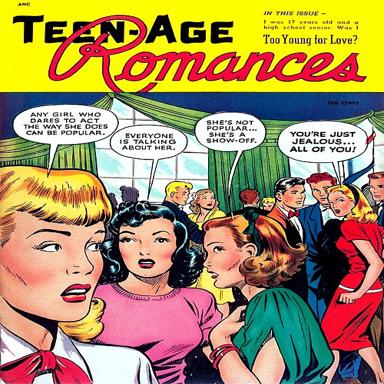 ANC
TEEN-AGE
Romances
IN THIS ISSUE –
I was 17 years old and a
high school senior. Was I
Too Young for Love?
TEN CENTS
ANY GIRL WHO
DARES TO ACT
THE WAY SHE DOES
CAN BE POPULAR.
EVERYONE
IS TALKING
ABOUT HER.
SHE'S NOT
POPULAR...
SHE'S A
SHOW-OFF.
YOU'RE JUST
JEALOUS...
ALL OF YOU!